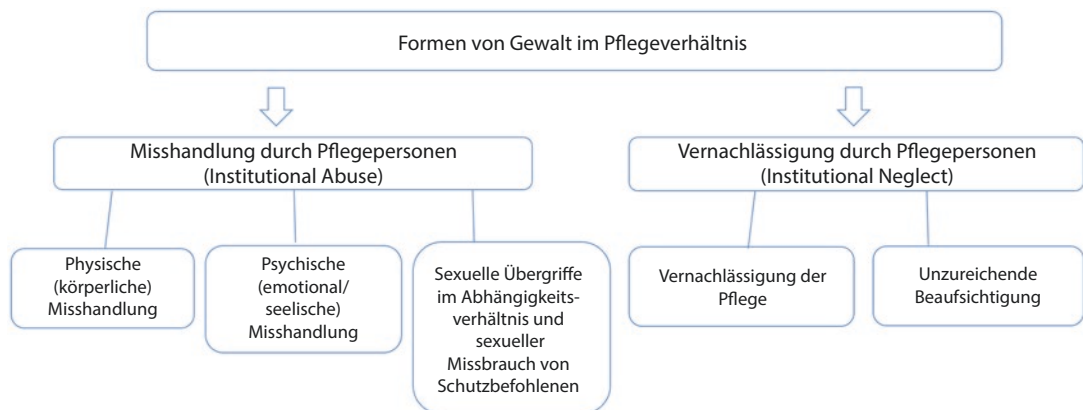 Formen von Gewalt im Pflegeverhältnis
Misshandlung durch Pflegepersonen
(Institutional Abuse)
Vernachlässigung durch Pflegepersonen
(Institutional Neglect)
Physische
(körperliche)
Misshandlung
Psychische
(emotional/
seelische)
Misshandlung
Sexuelle Übergriffe
im Abhängigkeits-
verhältnis und
sexueller
Missbrauch von
Schutzbefohlenen
Vernachlässigung der
Pflege
Unzureichende
Beaufsichtigung